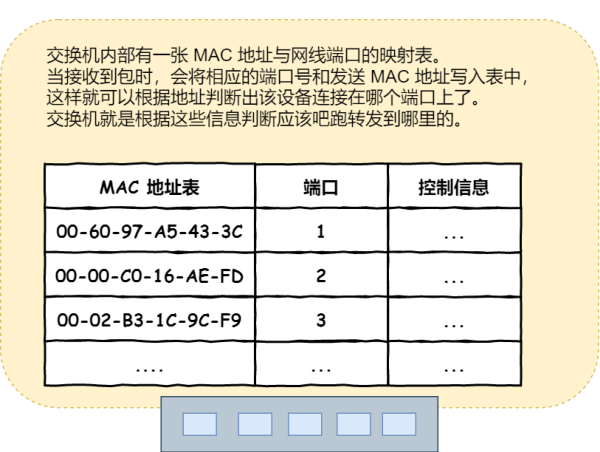 交换机内部有一张 MAC 地址与网线端口的映射表。
当接收到包时，会将相应的端口号和发送 MAC 地址写入表中，
这样就可以根据地址判断出该设备连接在哪个端口上了。
交换机就是根据这些信息判断应该吧跑转发到哪里的。
MAC 地址表 端口 控制信息
00-60-97-A5-43-3C 1 ...
00-00-C0-16-AE-FD 2 ...
00-02-B3-1C-9C-F9 3 ...
.... ... ...